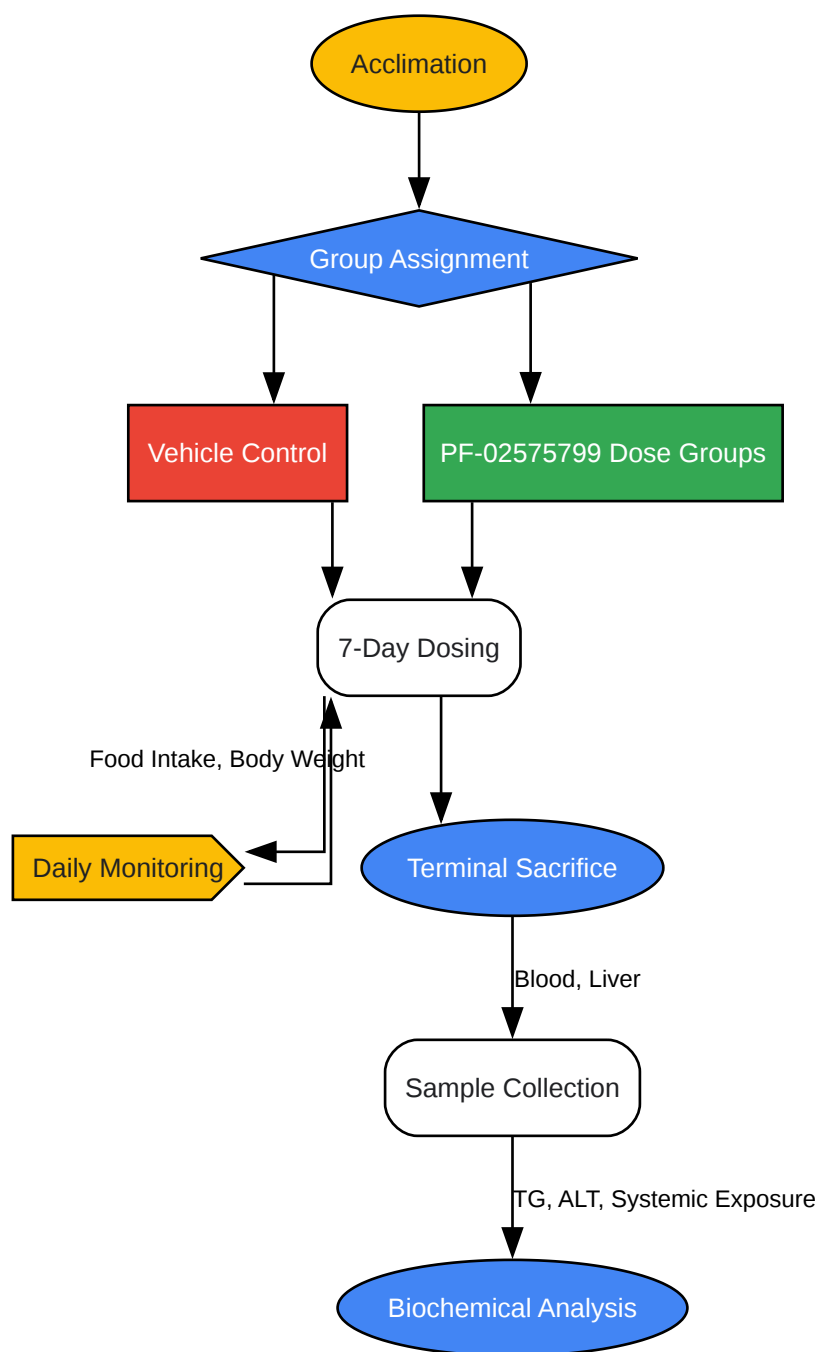 Acclimation
Group Assignment
Vehicle Control
PF-02575799 Dose Groups
7-Day Dosing
Food Intake, Body Weight
Daily Monitoring
Terminal Sacrifice
Blood, Liver
Sample Collection
TG, ALT, Systemic Exposure
Biochemical Analysis